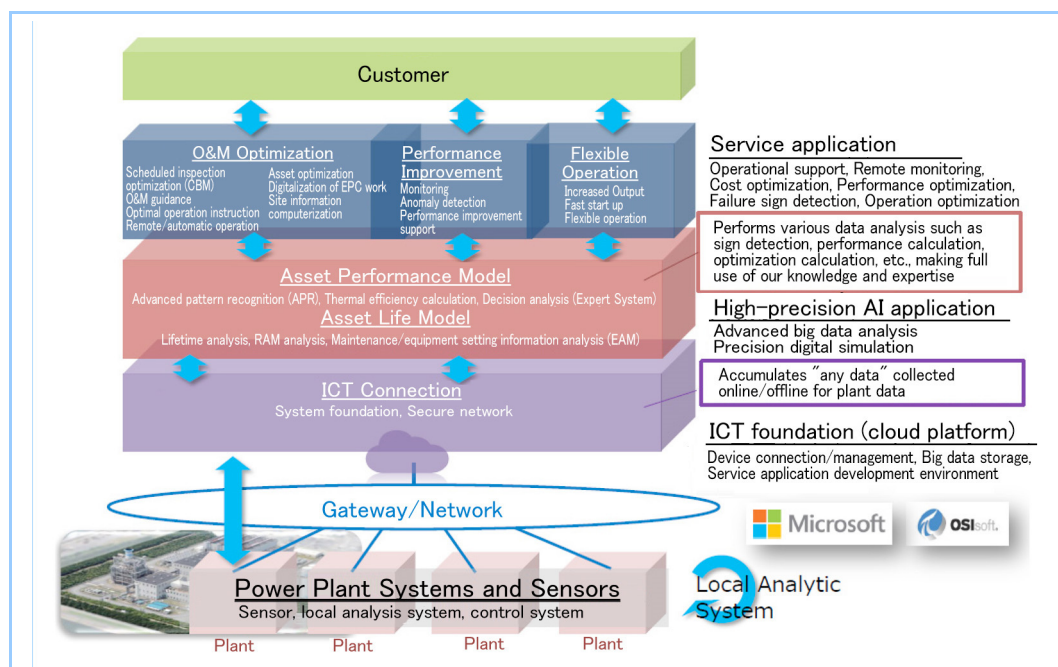 Customer
O&M Optimization
Scheduled inspection
optimization (CBM)
O&M guidance
Optimal operation instruction
Remote/automatic operation
Asset optimization
Digitalization of EPC work
Site information
computerization
Performance
Improvement
Monitoring
Anomaly detection
Performance improvement
support
Flexible
Operation
Increased Output
Fast start up
Flexible operation
Service application
Operational support, Remote monitoring,
Cost optimization, Performance optimization,
Failure sign detection, Operation optimization
Performs various data analysis such as
sign detection, performance calculation,
optimization calculation, etc., making full
use of our knowledge and expertise
Asset Performance Model
Advanced pattern recognition (APR), Thermal efficiency calculation, Decision analysis (Expert System)
Asset Life Model
Lifetime analysis, RAM analysis, Maintenance/equipment setting information analysis (EAM)
High-precision AI application
Advanced big data analysis
Precision digital simulation
Accumulates "any data" collected
online/offline for plant data
ICT Connection
System foundation, Secure network
ICT foundation (cloud platform)
Device connection/management, Big data storage,
Service application development environment
Gateway/Network
Microsoft
OSIsoft.
Power Plant Systems and Sensors
Sensor, local analysis system, control system
Local Analytic
System
Plant
Plant
Plant
Plant